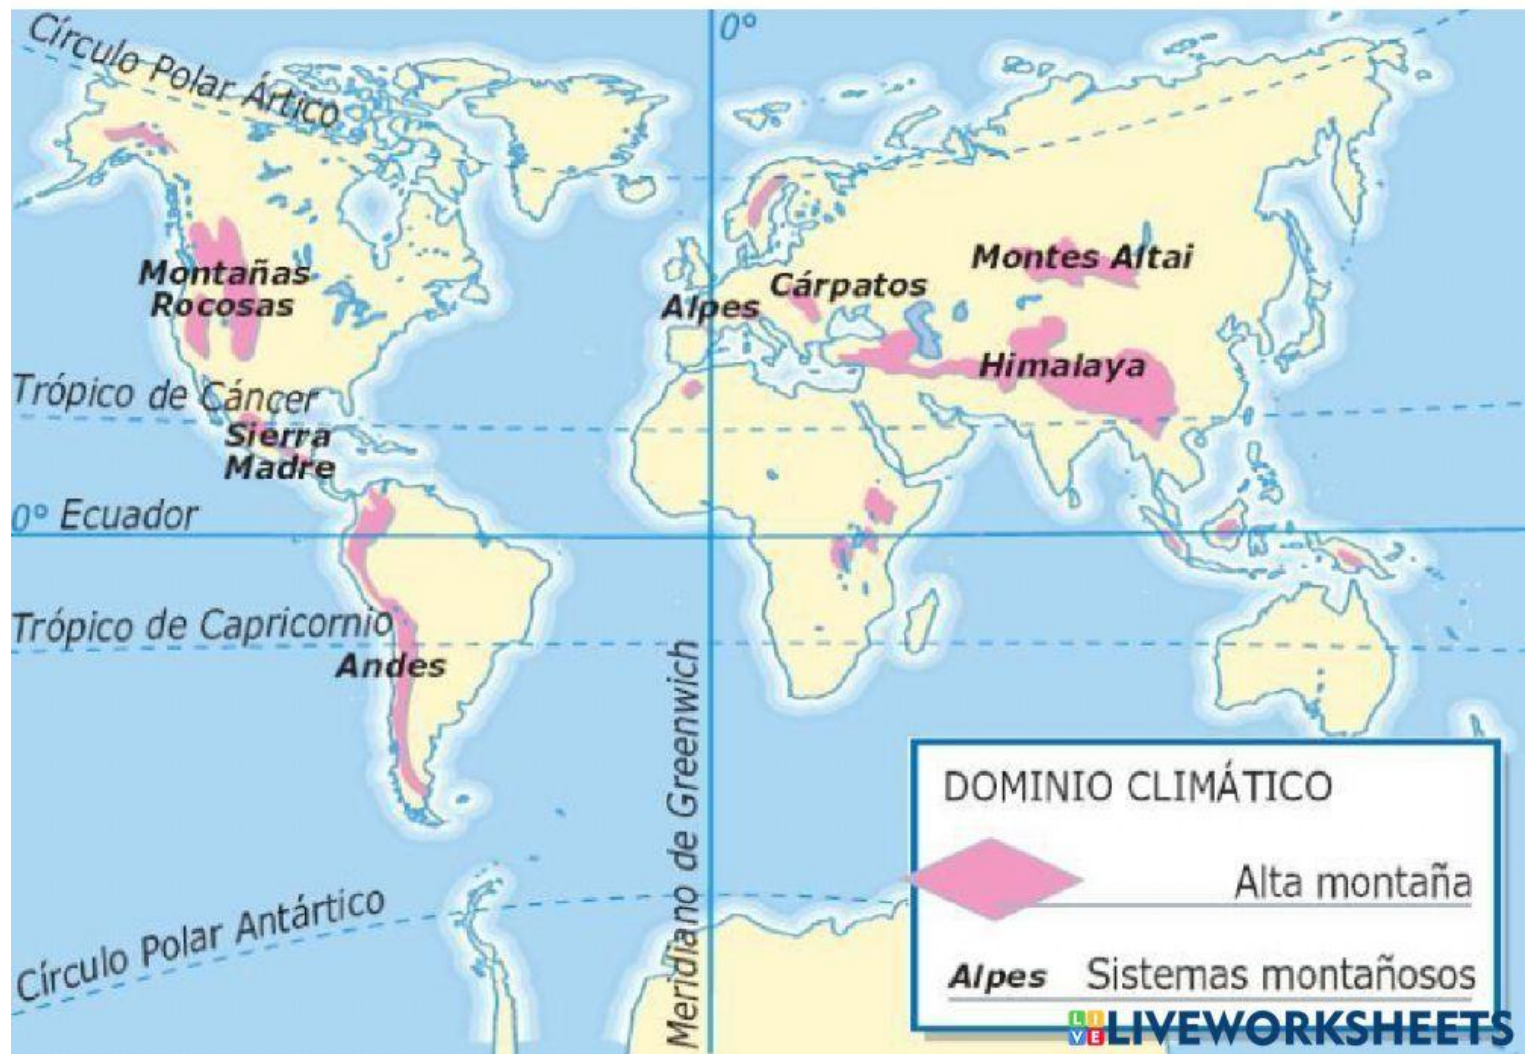 0°
Círculo Polar Ártico
Montañas
Rocosas
Alpes
Cárpatos
Montes Altai
Himalaya
Trópico de Cáncer
Sierra
Madre
0° Ecuador
Trópico de Capricornio
Andes
Meridiano de Greenwich
Círculo Polar Antártico
DOMINIO CLIMÁTICO
Alta montaña
Alpes Sistemas montañosos
LIVE LIVEWORKSHEETS